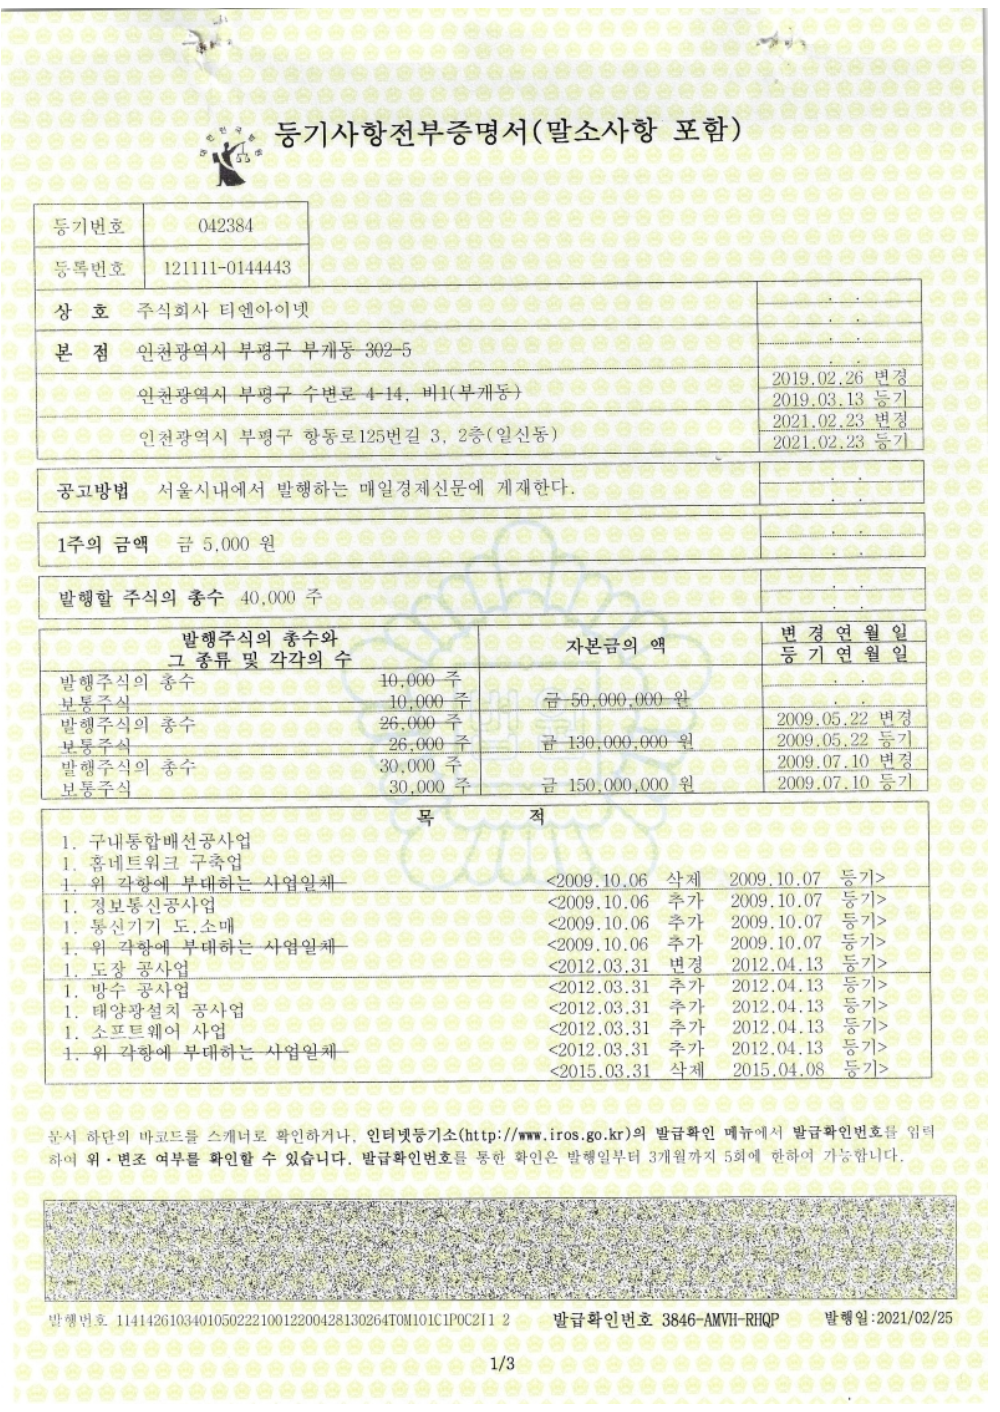 등기사항전부증명서(말소사항 포함)
등기번호 042384
등록번호 121111-0144443
상 호 주식회사 티엔아이넷
본 점 인천광역시 부평구 부개동 302-5
인천광역시 부평구 수변로 4-14, 비1(부개동) 2019.02.26 변경
2019.03.13 등기
인천광역시 부평구 항동로125번길 3, 2층(일신동) 2021.02.23 변경
2021.02.23 등기
공고방법 서울시내에서 발행하는 매일경제신문에 게재한다.
1주의 금액 금 5,000 원
발행할 주식의 총수 40,000 주
발행주식의 총수와 그 종류 및 각각의 수 자본금의 액 변 경 연 월 일
등 기 연 월 일
발행주식의 총수 10,000 주
보통주식 10,000 주 금 50,000,000 원
발행주식의 총수 26,000 주 2009.05.22 변경
보통주식 26,000 주 금 130,000,000 원 2009.05.22 등기
발행주식의 총수 30,000 주 2009.07.10 변경
보통주식 30,000 주 금 150,000,000 원 2009.07.10 등기
목 적
1. 구내통합배선공사업
1. 홈네트워크 구축업
1. 위 각항에 부대하는 사업일체 <2009.10.06 삭제 2009.10.07 등기>
1. 정보통신공사업 <2009.10.06 추가 2009.10.07 등기>
1. 통신기기 도,소매 <2009.10.06 추가 2009.10.07 등기>
1. 위 각항에 부대하는 사업일체 <2009.10.06 추가 2009.10.07 등기>
1. 도장 공사업 <2012.03.31 변경 2012.04.13 등기>
1. 방수 공사업 <2012.03.31 추가 2012.04.13 등기>
1. 태양광설치 공사업 <2012.03.31 추가 2012.04.13 등기>
1. 소프트웨어 사업 <2012.03.31 추가 2012.04.13 등기>
1. 위 각항에 부대하는 사업일체 <2012.03.31 추가 2012.04.13 등기>
<2015.03.31 삭제 2015.04.08 등기>
문서 하단의 바코드를 스캐너로 확인하거나, 인터넷등기소(http://www.iros.go.kr)의 발급확인 메뉴에서 발급확인번호를 입력
하여 위·변조 여부를 확인할 수 있습니다. 발급확인번호를 통한 확인은 발행일부터 3개월까지 5회에 한하여 가능합니다.
발행번호 11414261034010502221001220042813026​4T0M101C1P0C2I1 2 발급확인번호 3846-AMVH-RHQP 발행일:2021/02/25
1/3